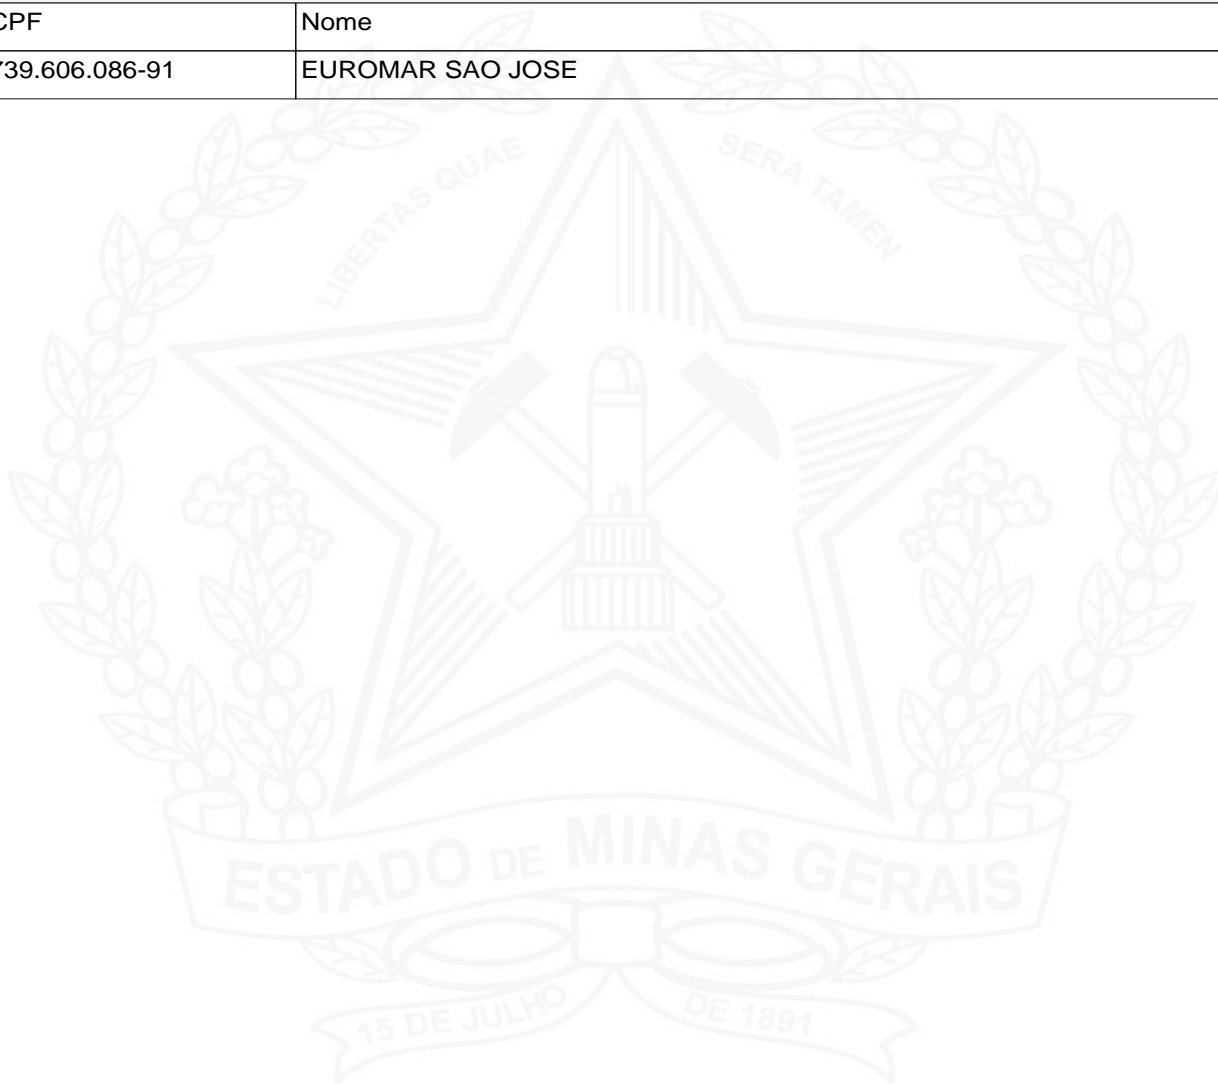 CPF Nome
739.606.086-91 EUROMAR SAO JOSE
LIBERTAS QUAE SERA TAMEN
ESTADO DE MINAS GERAIS
15 DE JULHO DE 1891